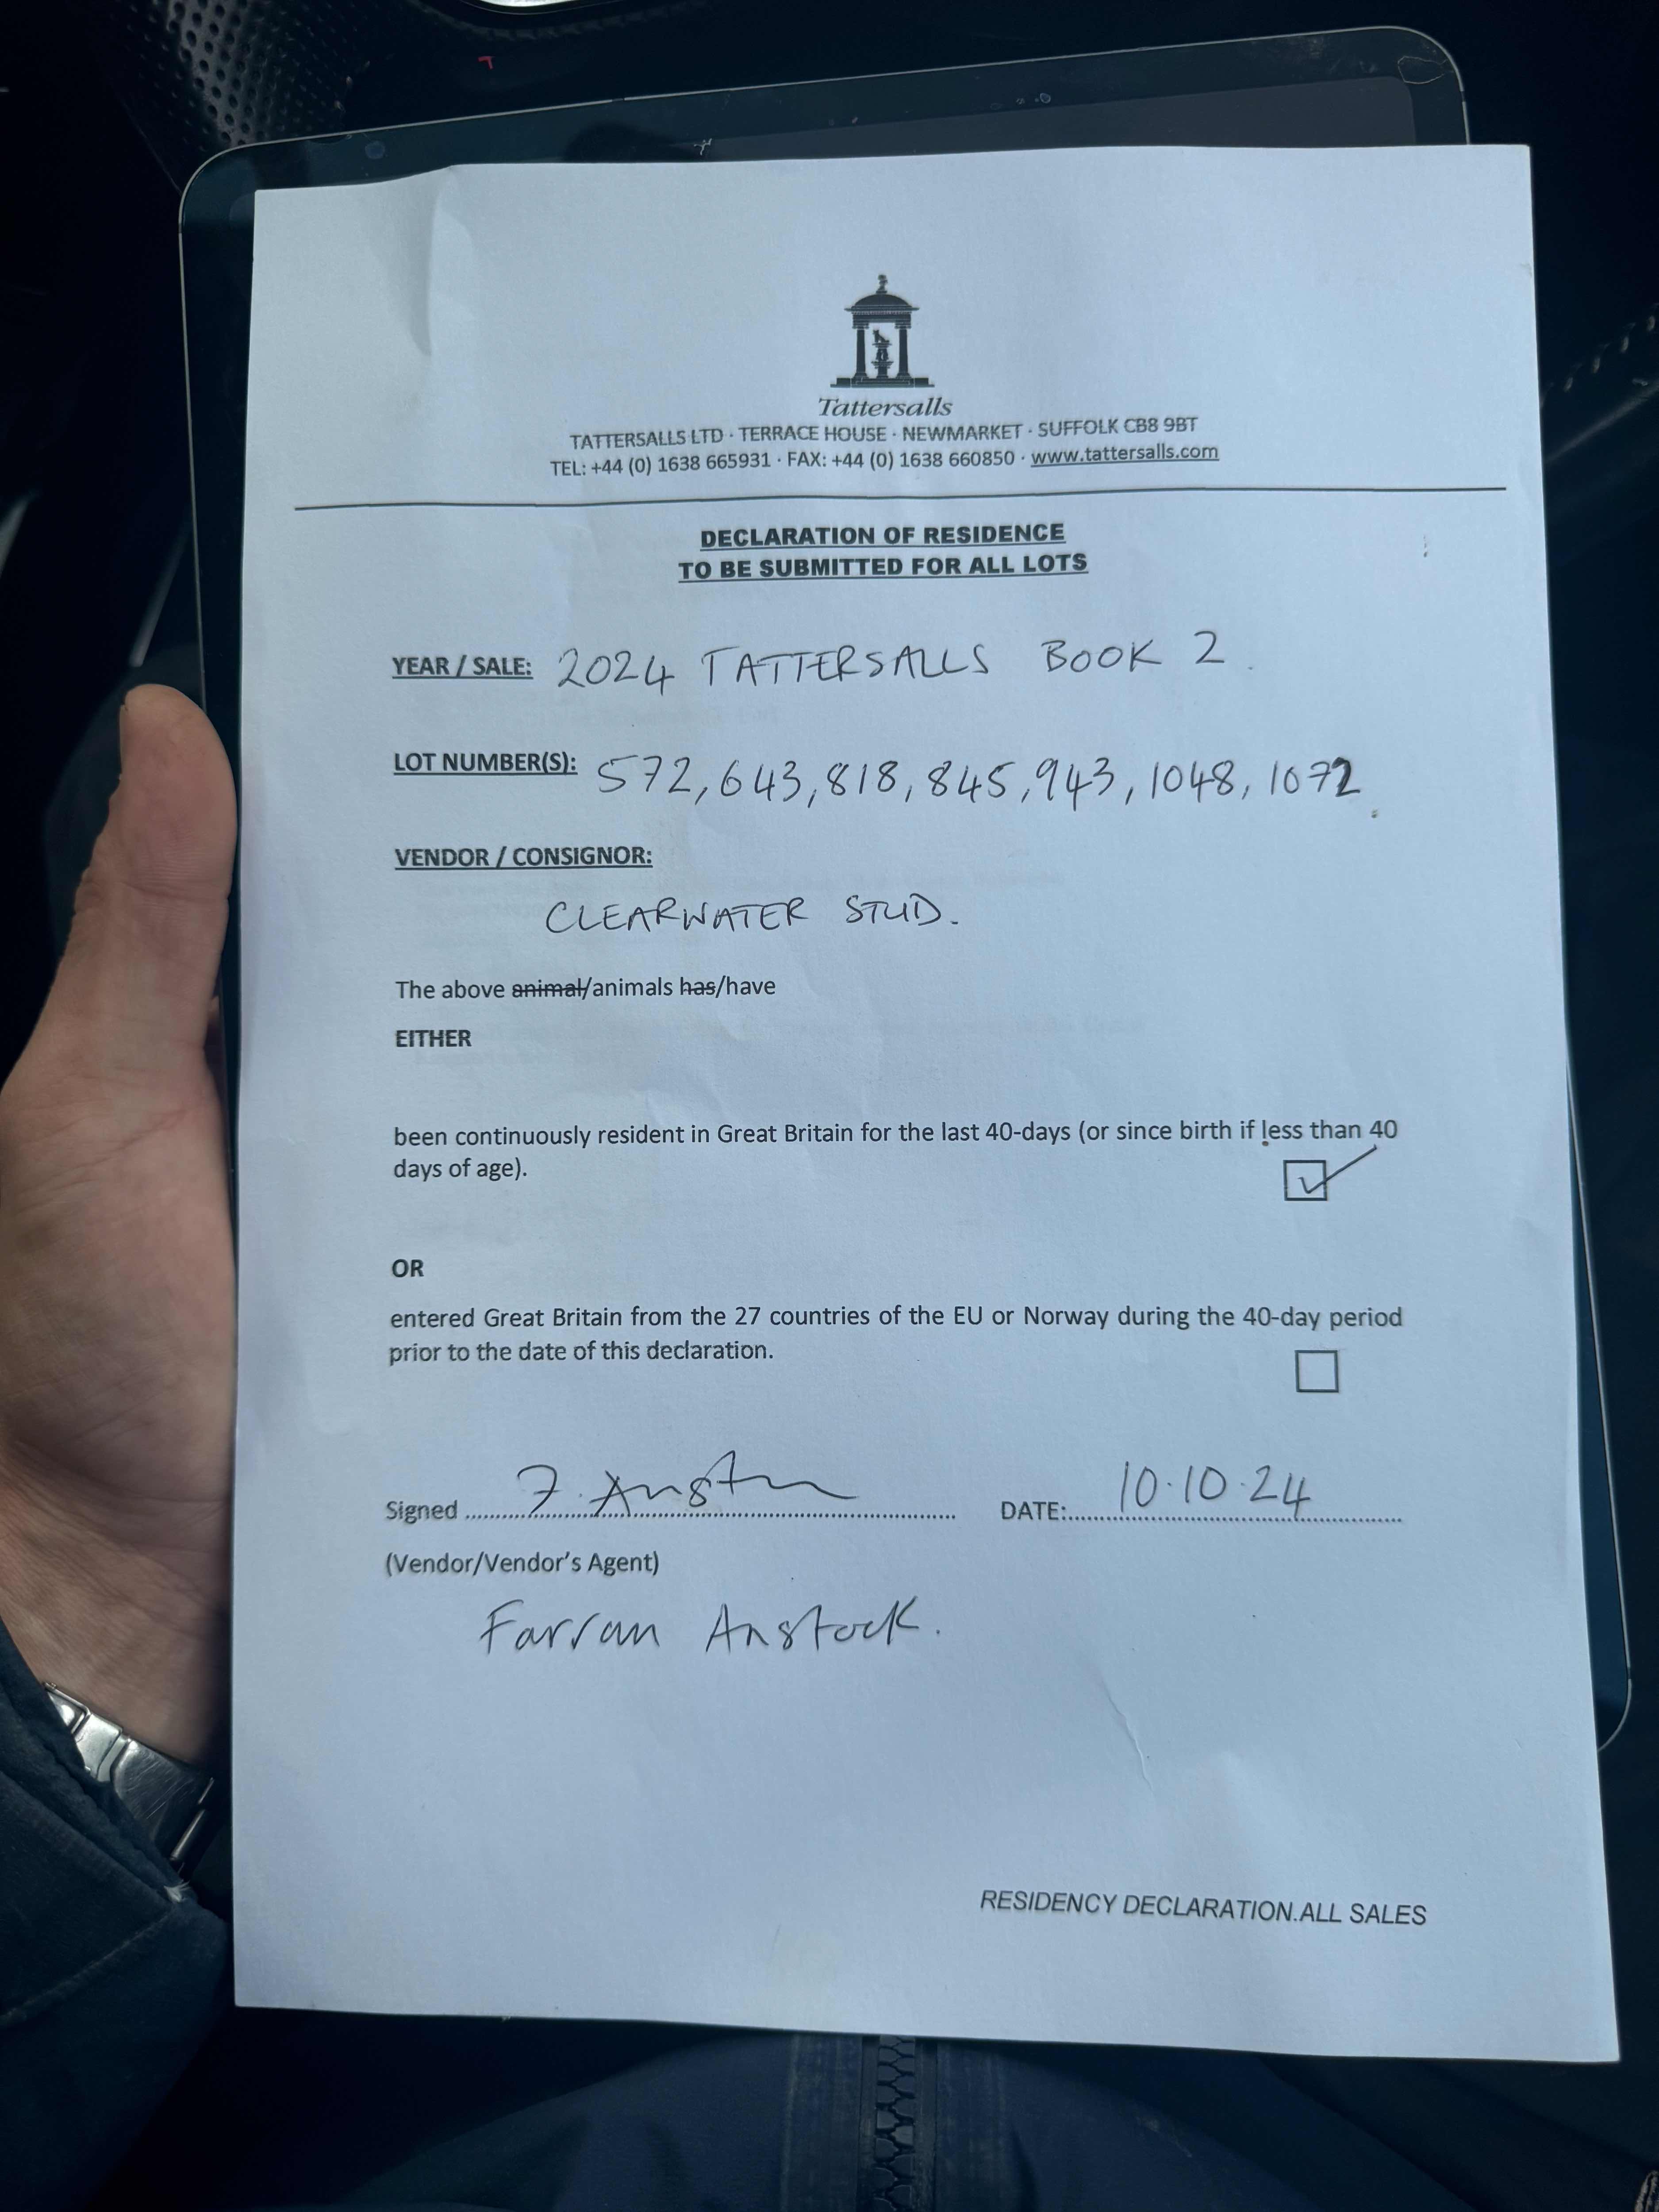 Tattersalls
TATTERSALLS LTD · TERRACE HOUSE · NEWMARKET · SUFFOLK CB8 9BT
TEL: +44 (0) 1638 665931 · FAX: +44 (0) 1638 660850 · www.tattersalls.com
DECLARATION OF RESIDENCE
TO BE SUBMITTED FOR ALL LOTS
YEAR / SALE: 2024 TATTERSALLS BOOK 2.
LOT NUMBER(S): 572, 643, 818, 845, 943, 1048, 1072
VENDOR / CONSIGNOR:
CLEARWATER STUD.
The above animal/animals has/have
EITHER
been continuously resident in Great Britain for the last 40-days (or since birth if less than 40
days of age).
OR
entered Great Britain from the 27 countries of the EU or Norway during the 40-day period
prior to the date of this declaration.
Signed F. Anstock DATE: 10.10.24
(Vendor/Vendor's Agent)
Farran Anstock.
RESIDENCY DECLARATION.ALL SALES